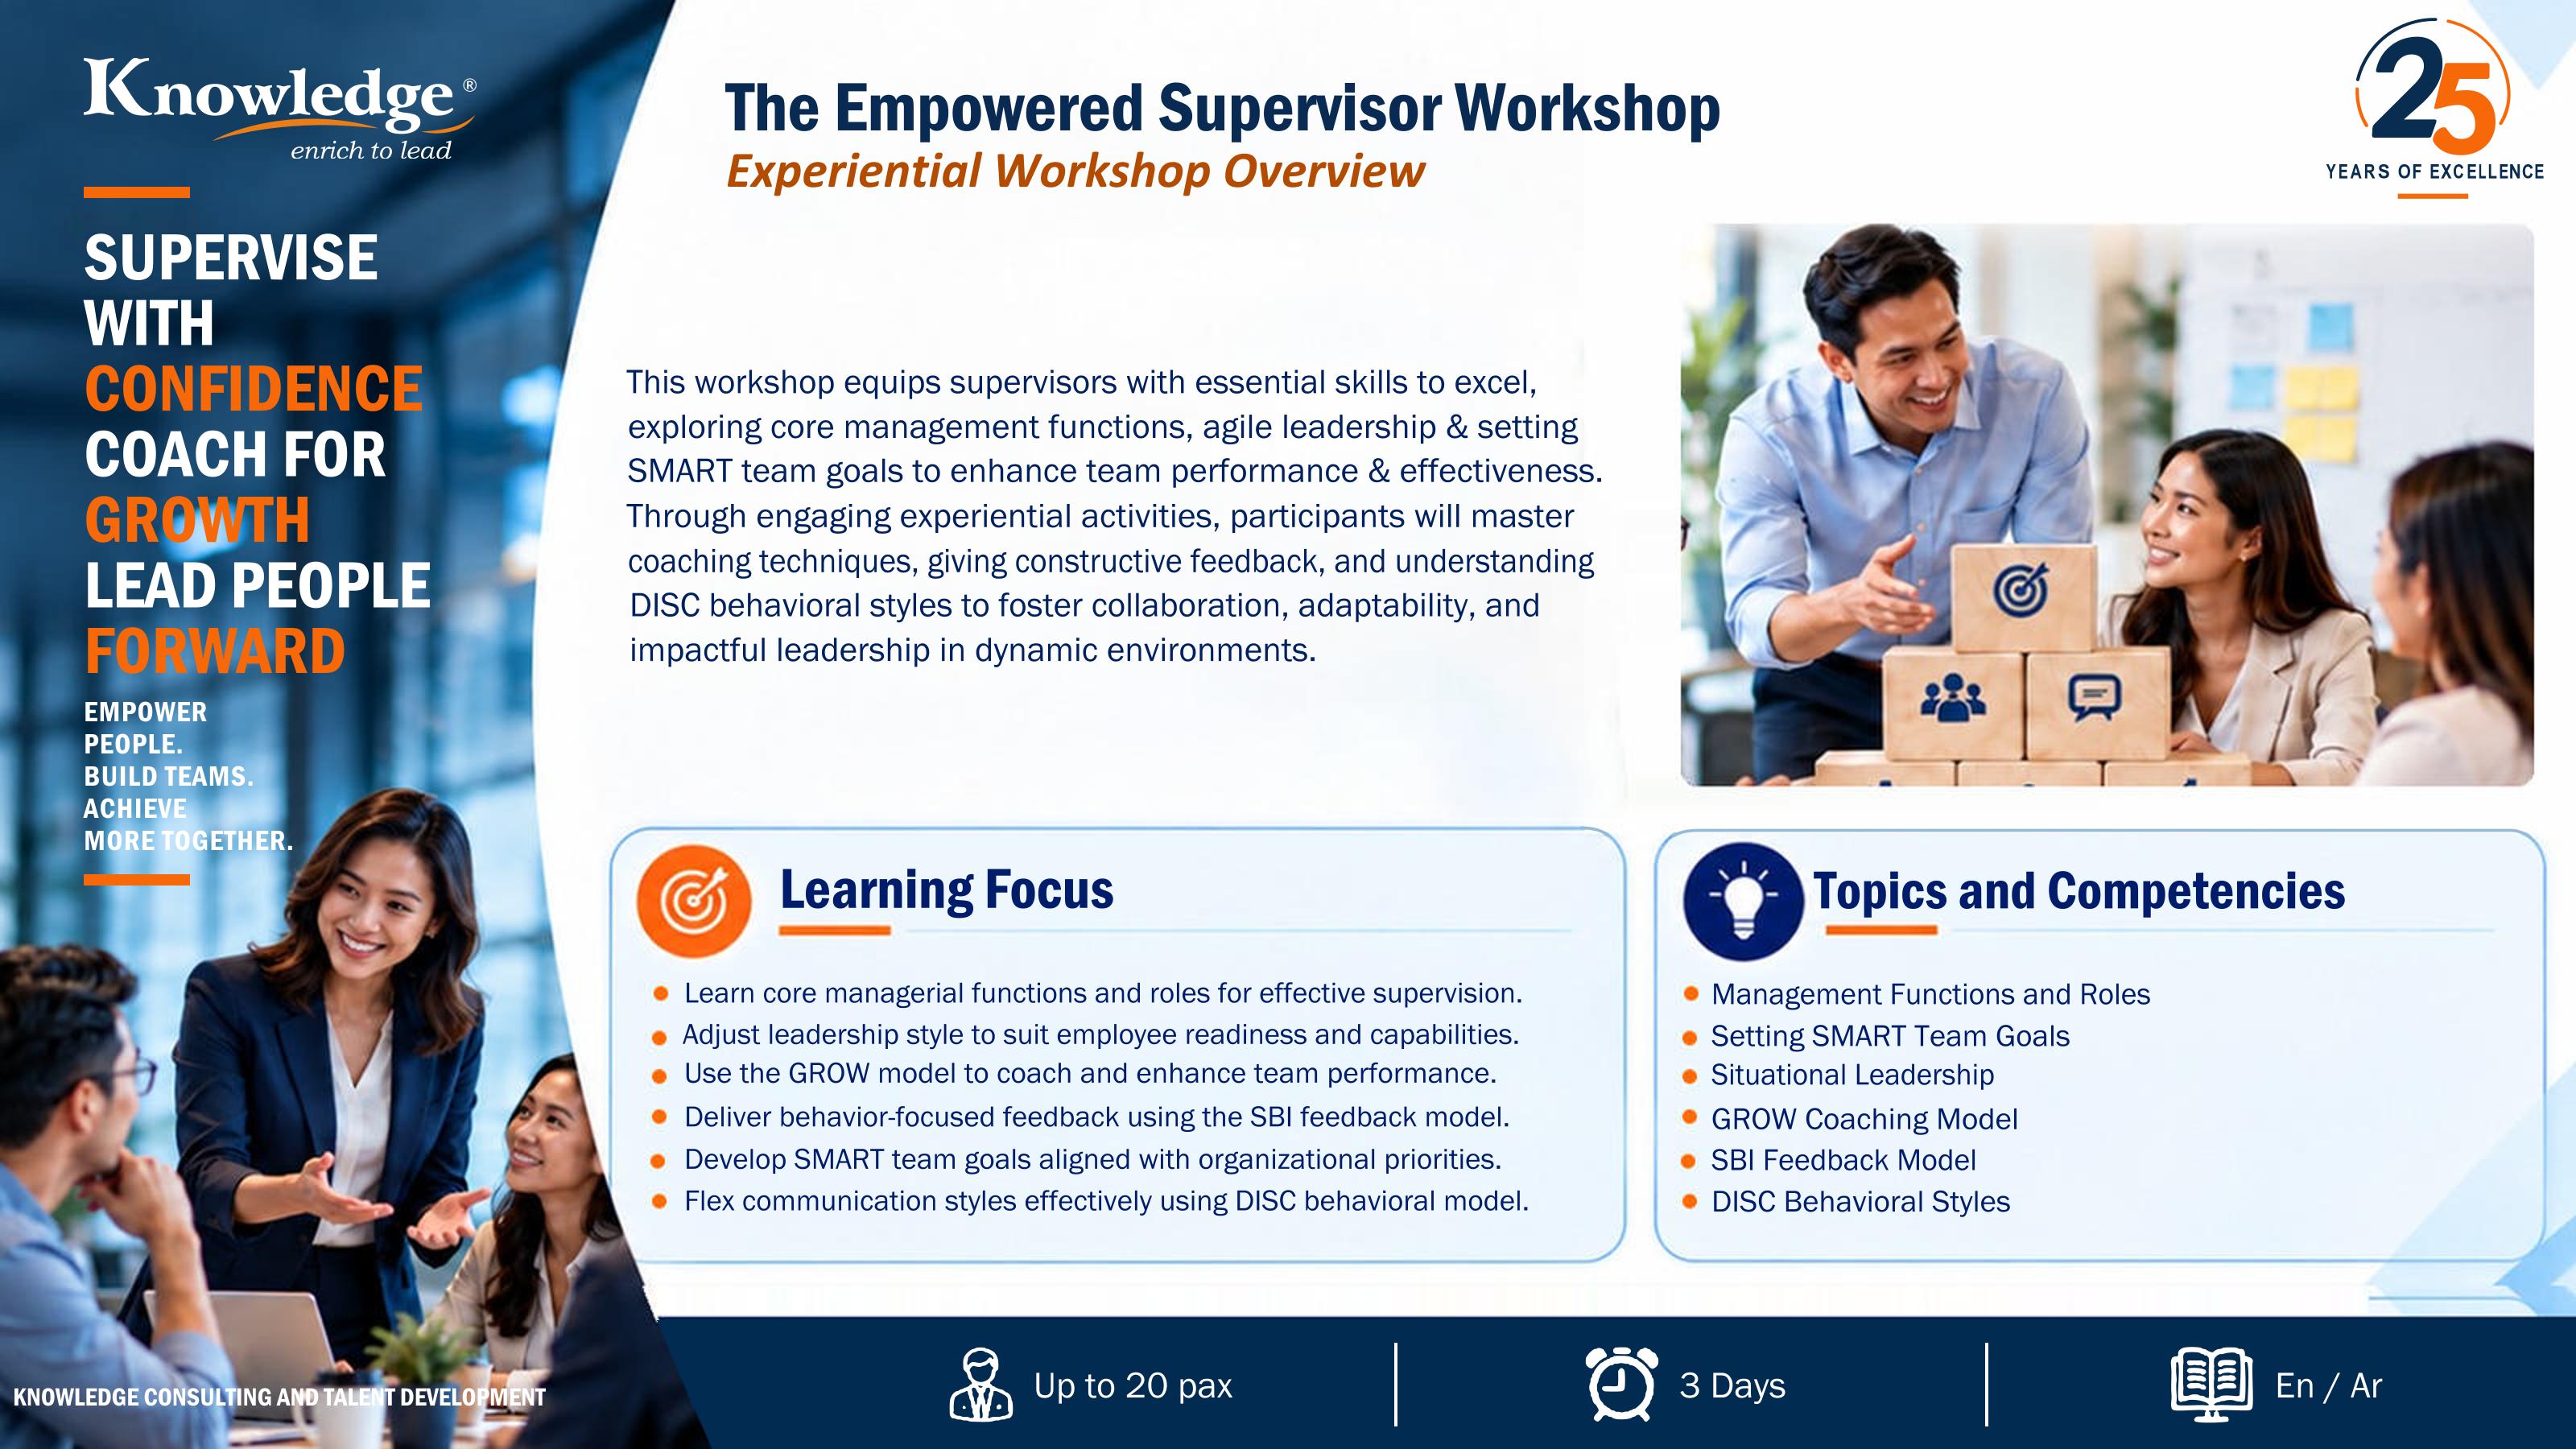 Knowledge®
enrich to lead
SUPERVISE
WITH
CONFIDENCE
COACH FOR
GROWTH
LEAD PEOPLE
FORWARD
EMPOWER
PEOPLE.
BUILD TEAMS.
ACHIEVE
MORE TOGETHER.
KNOWLEDGE CONSULTING AND TALENT DEVELOPMENT
The Empowered Supervisor Workshop
Experiential Workshop Overview
25
YEARS OF EXCELLENCE
This workshop equips supervisors with essential skills to excel,
exploring core management functions, agile leadership & setting
SMART team goals to enhance team performance & effectiveness.
Through engaging experiential activities, participants will master
coaching techniques, giving constructive feedback, and understanding
DISC behavioral styles to foster collaboration, adaptability, and
impactful leadership in dynamic environments.
Learning Focus
Learn core managerial functions and roles for effective supervision.
Adjust leadership style to suit employee readiness and capabilities.
Use the GROW model to coach and enhance team performance.
Deliver behavior-focused feedback using the SBI feedback model.
Develop SMART team goals aligned with organizational priorities.
Flex communication styles effectively using DISC behavioral model.
Topics and Competencies
Management Functions and Roles
Setting SMART Team Goals
Situational Leadership
GROW Coaching Model
SBI Feedback Model
DISC Behavioral Styles
Up to 20 pax
3 Days
En / Ar